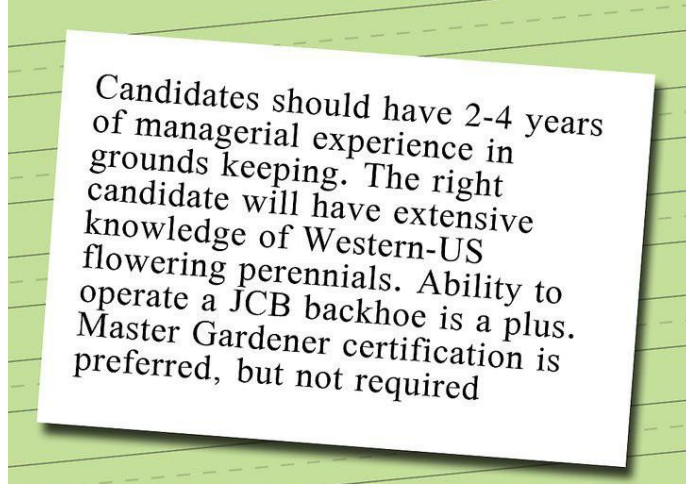 Candidates should have 2-4 years
of managerial experience in
grounds keeping. The right
candidate will have extensive
knowledge of Western-US
flowering perennials. Ability to
operate a JCB backhoe is a plus.
Master Gardener certification is
preferred, but not required